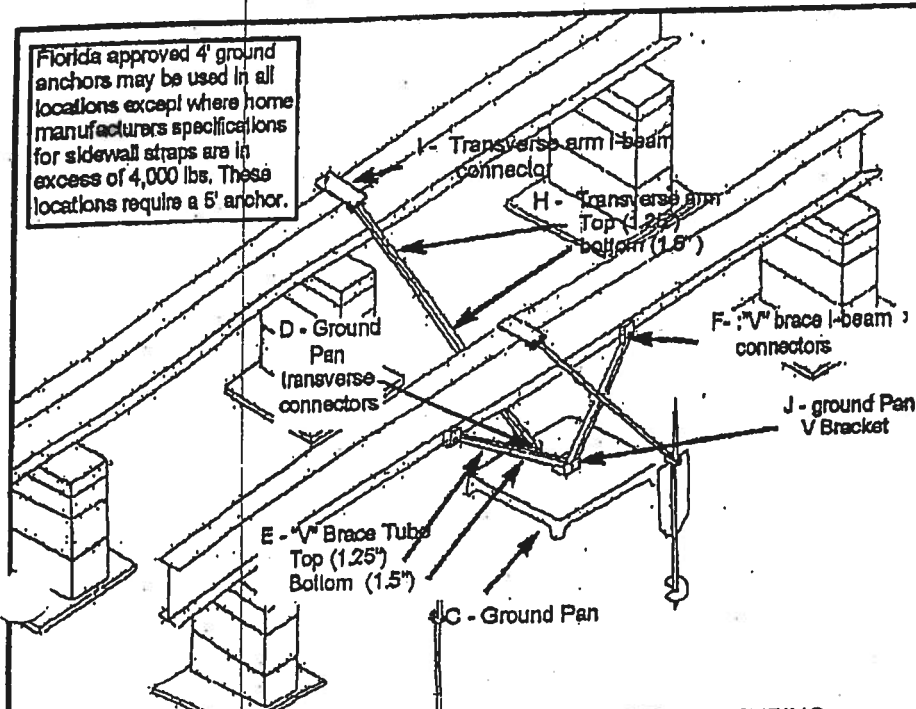 Florida approved 4' ground
anchors may be used in all
locations except where home
manufacturers specifications
for sidewall straps are in
excess of 4,000 lbs. These
locations require a 5' anchor.
I - Transverse arm I-beam
connector
H - Transverse arm
Top (1.25")
bottom (1.5")
D - Ground
Pan
transverse
connectors
F- :"V" brace I-beam
connectors
J - ground Pan
V Bracket
E - "V" Brace Tube
Top (1.25")
Bottom (1.5")
C - Ground Pan